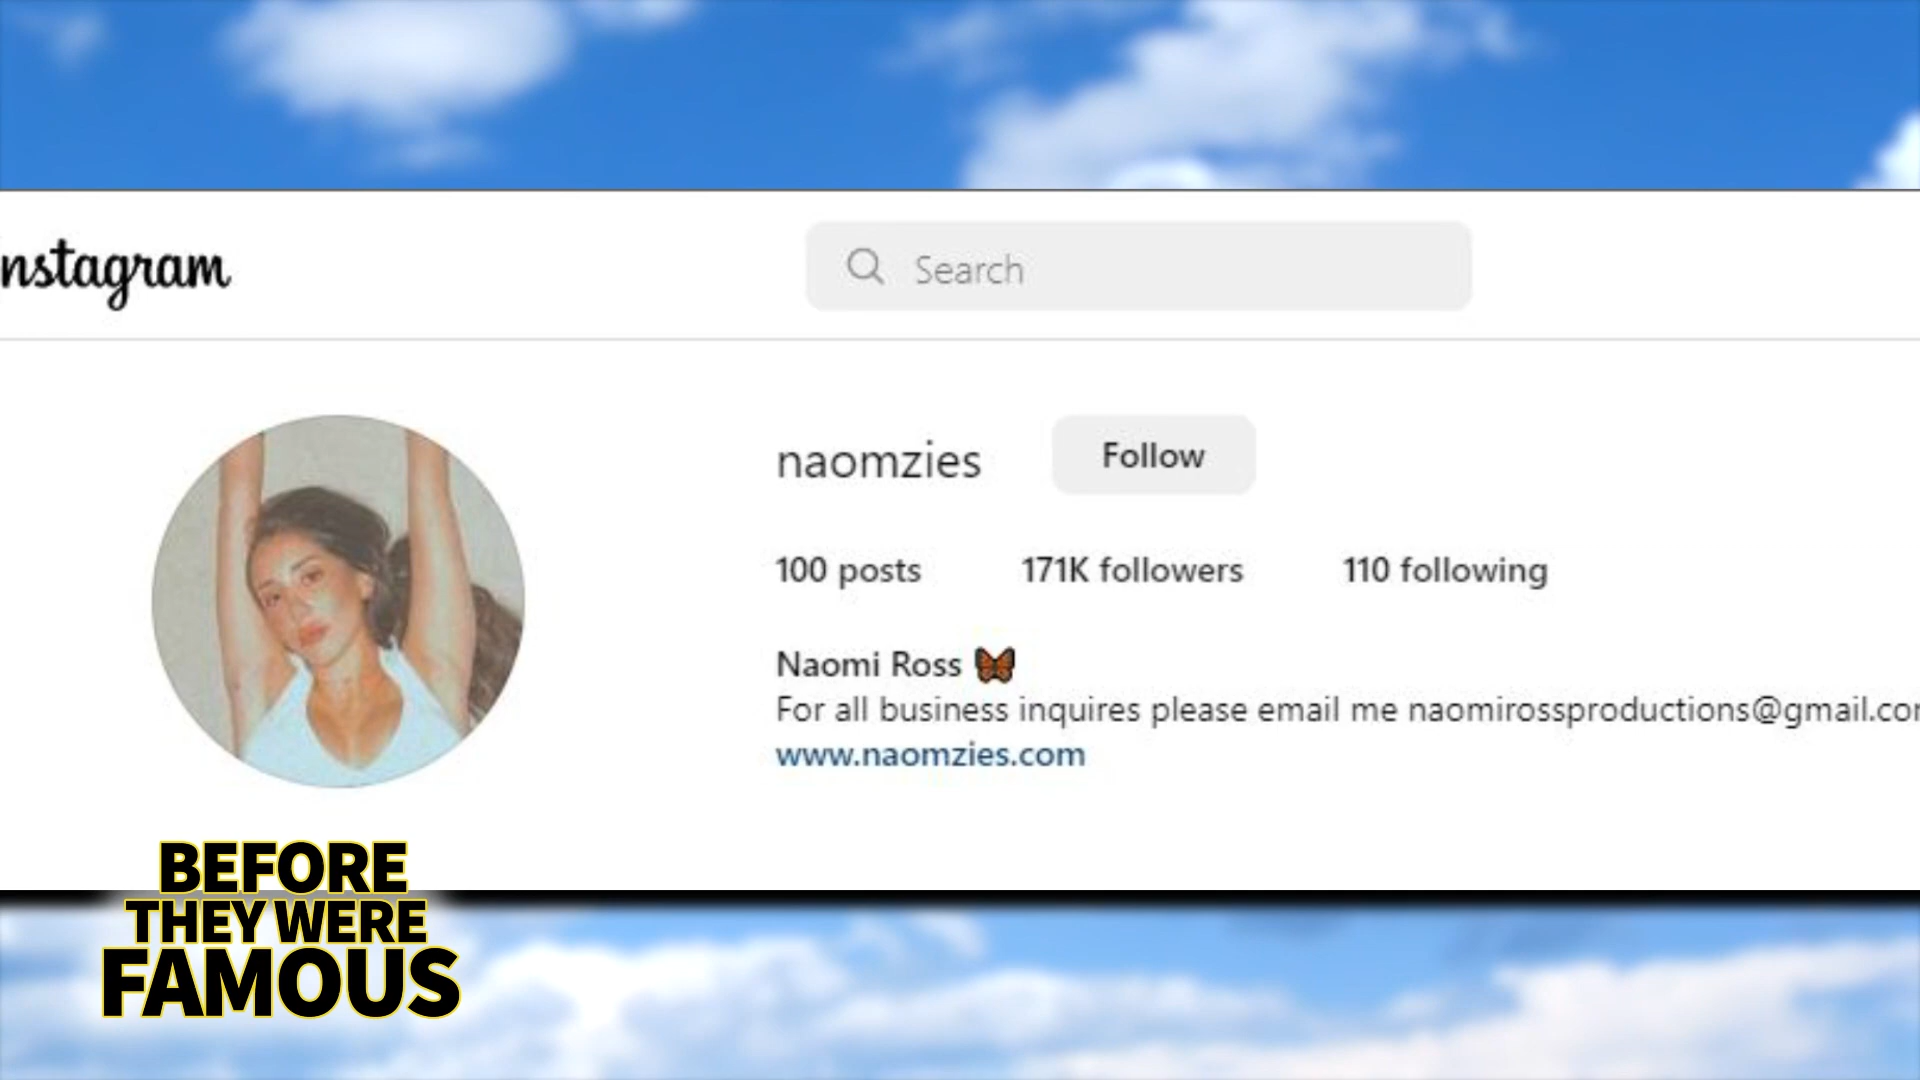 nstagram
Search
naomzies
Follow
100 posts 171K followers 110 following
Naomi Ross
For all business inquires please email me naomirossproductions@gmail.co
www.naomzies.com
BEFORE
THEY WERE
FAMOUS